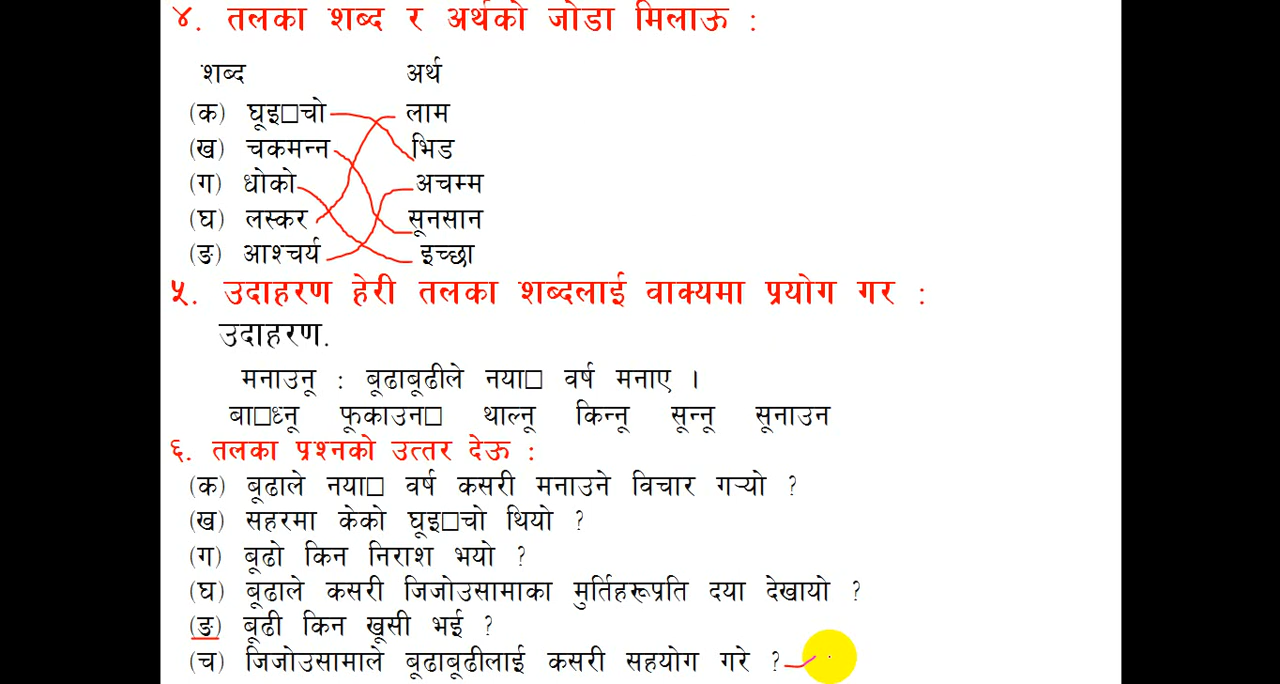 ४. तलका शब्द र अर्थको जोडा मिलाऊ :
शब्द अर्थ
(क) घूइ□चो लाम
(ख) चकमन्न भिड
(ग) धोको अचम्म
(घ) लस्कर सूनसान
(ङ) आश्चर्य इच्छा
५. उदाहरण हेरी तलका शब्दलाई वाक्यमा प्रयोग गर :
उदाहरण.
मनाउनू : बूढाबूढीले नया□ वर्ष मनाए ।
बा□ध्नू फूकाउन□ थाल्नू किन्नू सून्नू सूनाउन
६. तलका प्रश्नको उत्तर देऊ :
(क) बूढाले नया□ वर्ष कसरी मनाउने विचार गऱ्यो ?
(ख) सहरमा केको घूइ□चो थियो ?
(ग) बूढो किन निराश भयो ?
(घ) बूढाले कसरी जिजोउसामाका मुर्तिहरूप्रति दया देखायो ?
(ङ) बूढी किन खूसी भई ?
(च) जिजोउसामाले बूढाबूढीलाई कसरी सहयोग गरे ?